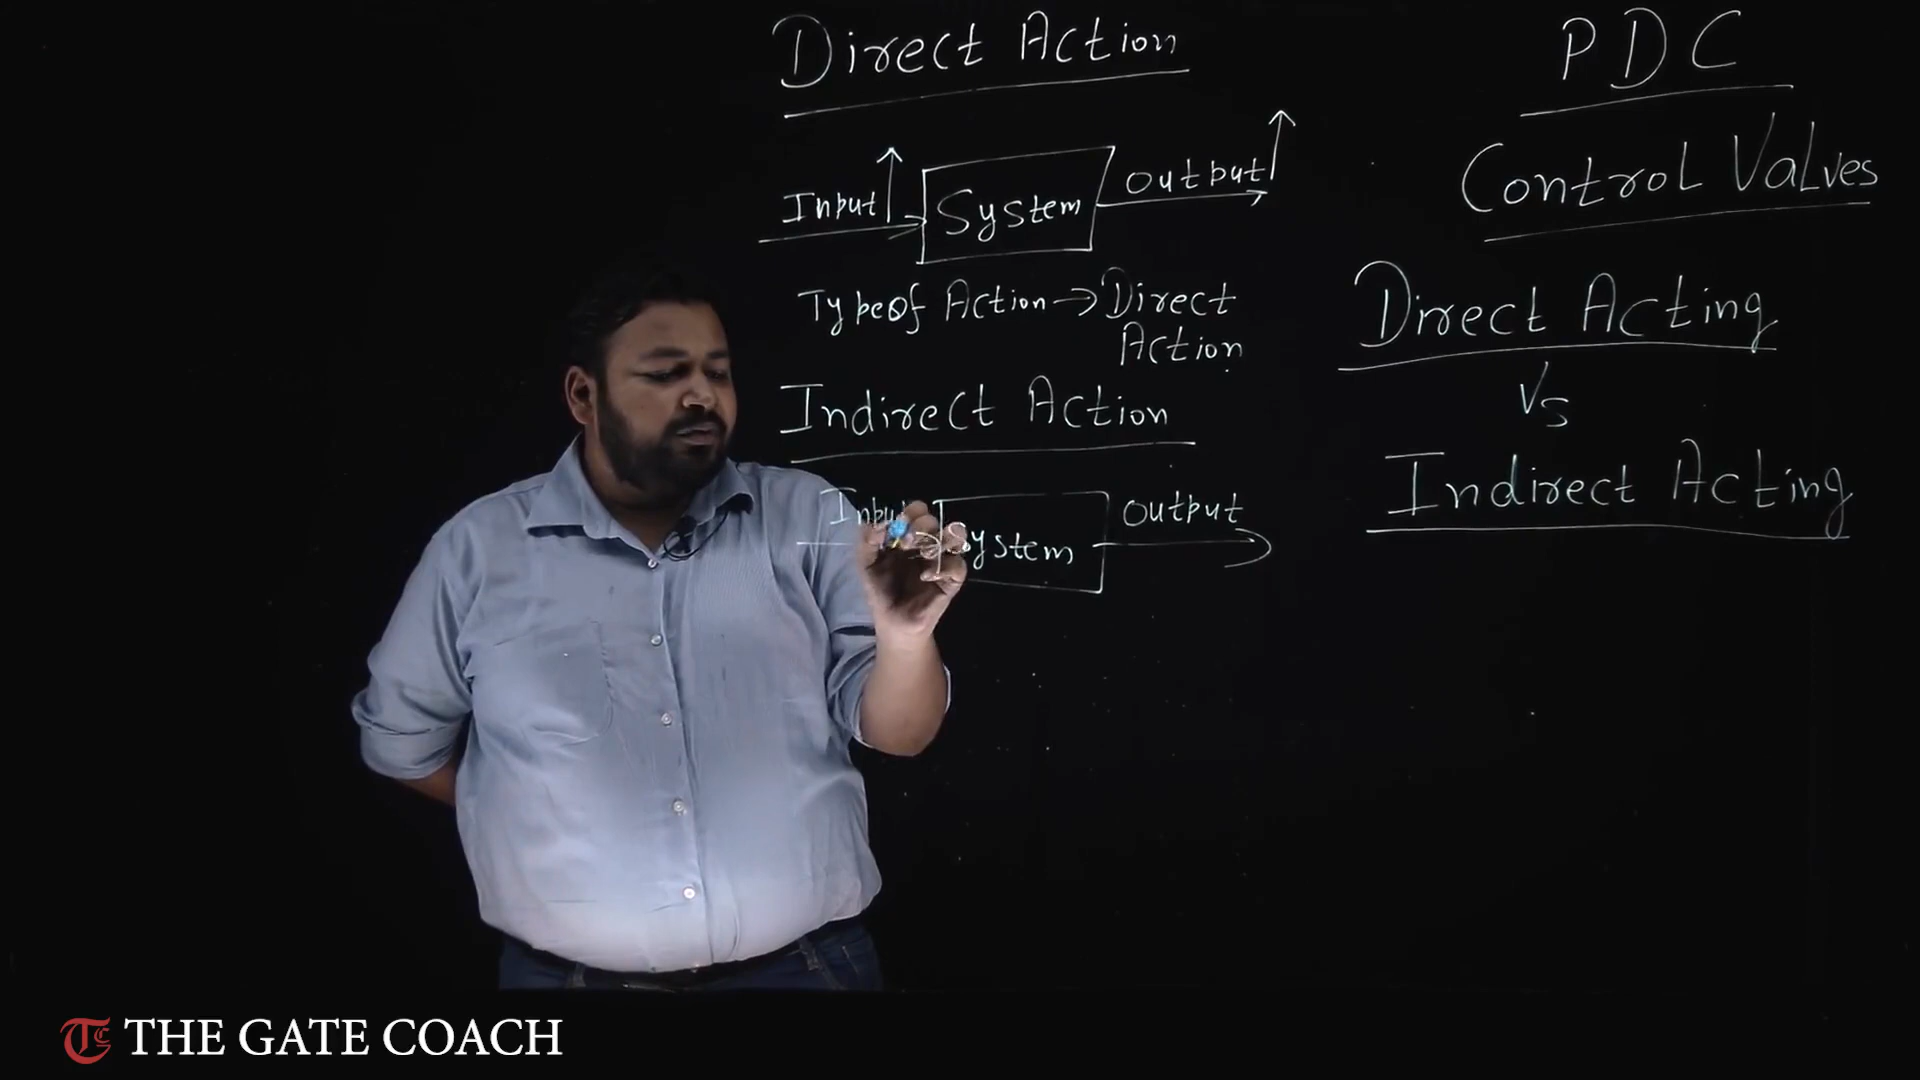 Direct Action
Input System Output
Type of Action → Direct
Action
Indirect Action
Input System Output
PDC
Control Valves
Direct Acting
Vs
Indirect Acting
THE GATE COACH